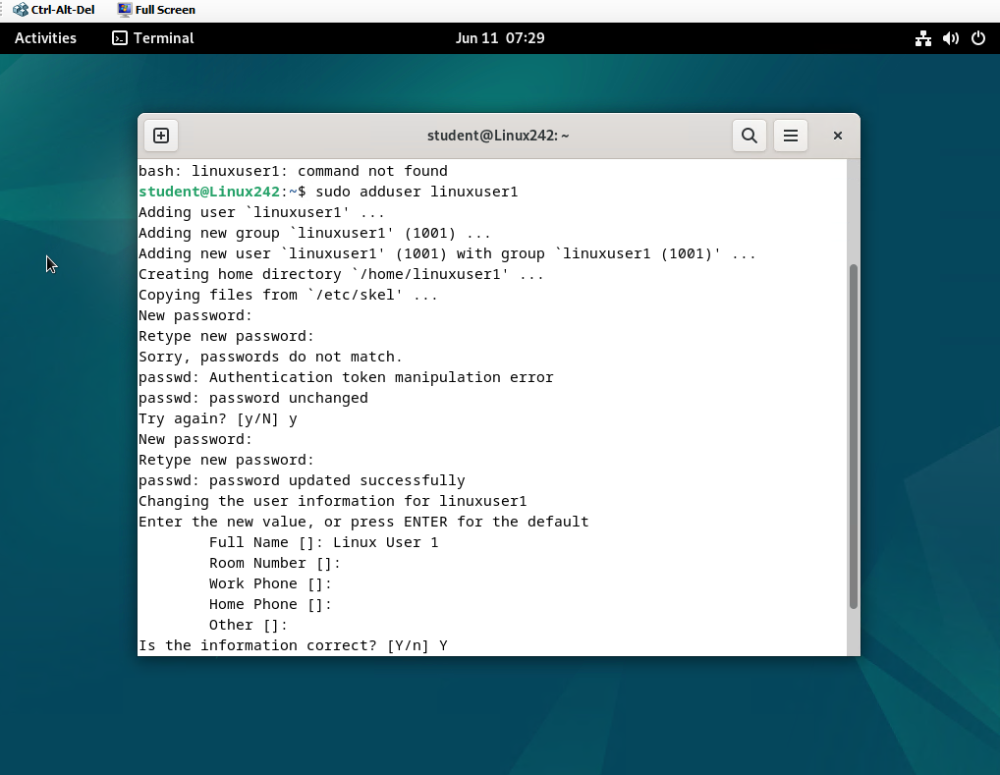 Ctrl-Alt-Del Full Screen
Activities Terminal Jun 11 07:29
student@Linux242: ~
bash: linuxuser1: command not found
student@Linux242:~$ sudo adduser linuxuser1
Adding user `linuxuser1' ...
Adding new group `linuxuser1' (1001) ...
Adding new user `linuxuser1' (1001) with group `linuxuser1 (1001)' ...
Creating home directory `/home/linuxuser1' ...
Copying files from `/etc/skel' ...
New password:
Retype new password:
Sorry, passwords do not match.
passwd: Authentication token manipulation error
passwd: password unchanged
Try again? [y/N] y
New password:
Retype new password:
passwd: password updated successfully
Changing the user information for linuxuser1
Enter the new value, or press ENTER for the default
Full Name []: Linux User 1
Room Number []:
Work Phone []:
Home Phone []:
Other []:
Is the information correct? [Y/n] Y